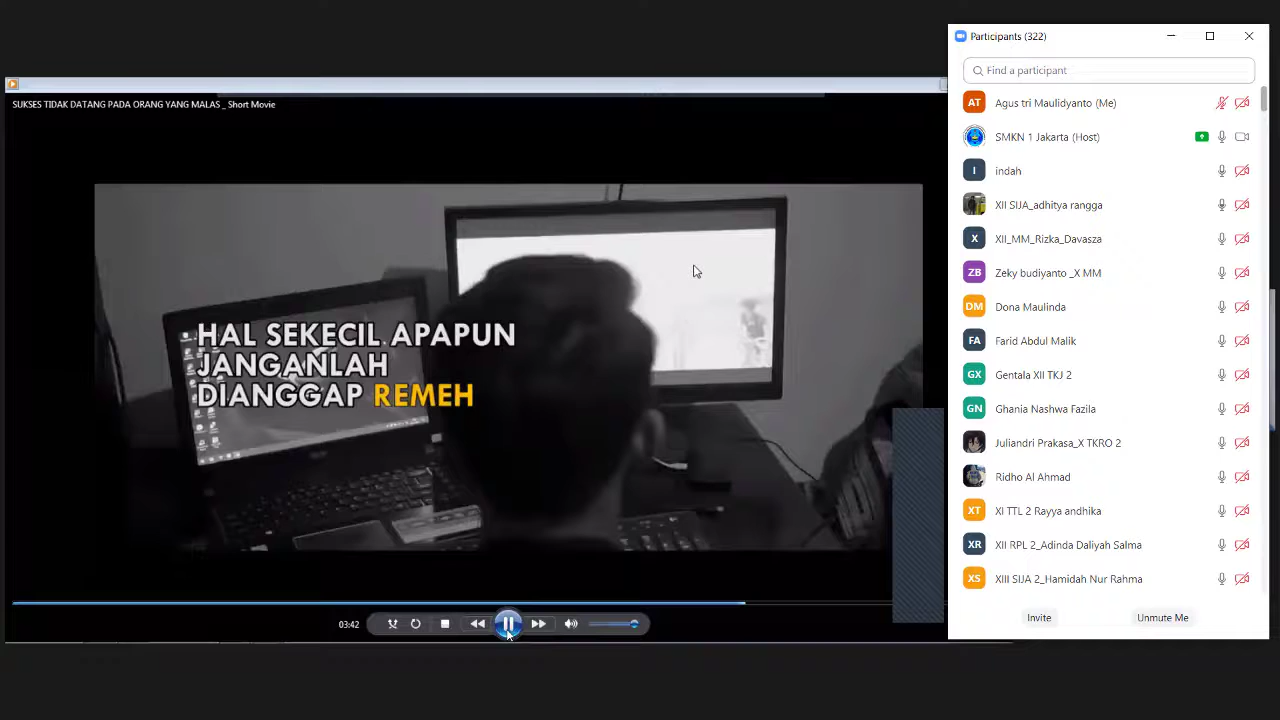 Participants (322)
Find a participant
SUKSES TIDAK DATANG PADA ORANG YANG MALAS _ Short Movie
AT Agus tri Maulidyanto (Me)
SMKN 1 Jakarta (Host)
I indah
XII SIJA_adhitya rangga
X XII_MM_Rizka_Davasza
ZB Zeky budiyanto _X MM
DM Dona Maulinda
FA Farid Abdul Malik
GX Gentala XII TKJ 2
GN Ghania Nashwa Fazila
Juliandri Prakasa_X TKRO 2
Ridho Al Ahmad
XT XI TTL 2 Rayya andhika
XR XII RPL 2_Adinda Daliyah Salma
XS XIII SIJA 2_Hamidah Nur Rahma
HAL SEKECIL APAPUN
JANGANLAH
DIANGGAP REMEH
03:42
Invite
Unmute Me